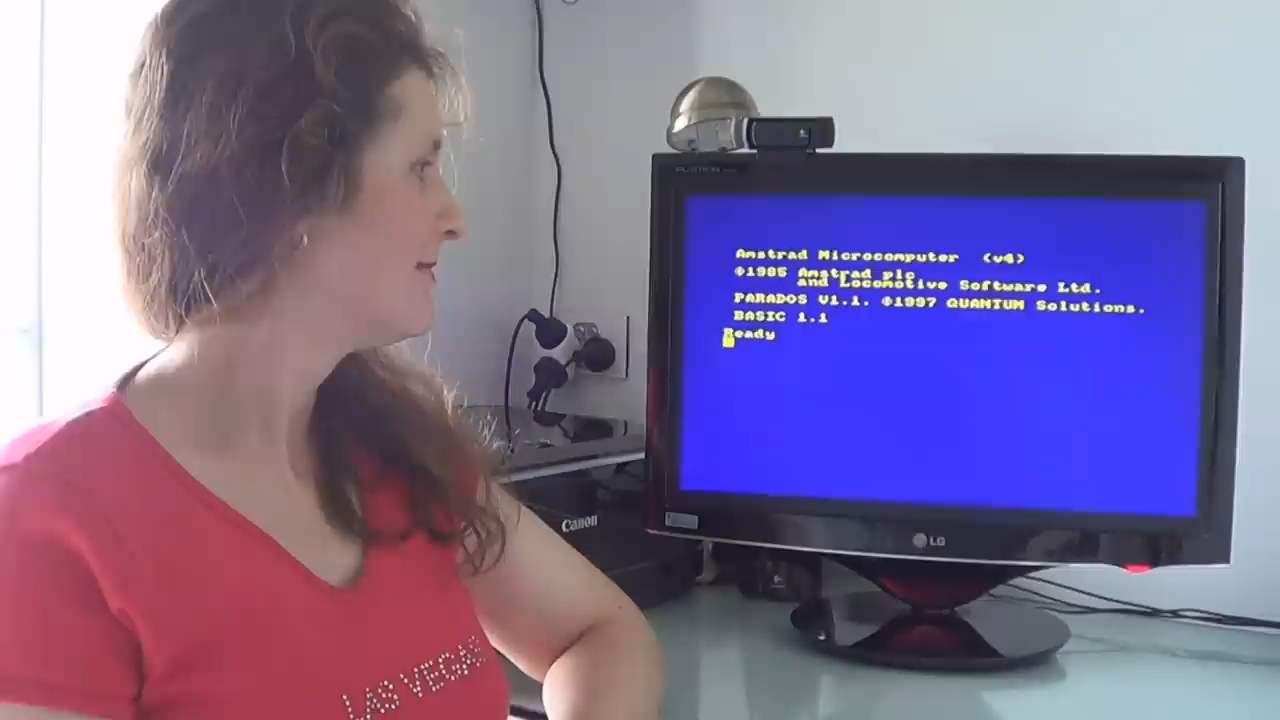 Amstrad Microcomputer (v4)
©1985 Amstrad plc
and Locomotive Software Ltd.
PARADOS V1.1. ©1997 QUANTUM Solutions.
BASIC 1.1
Ready
Canon
LG
LAS VEGAS